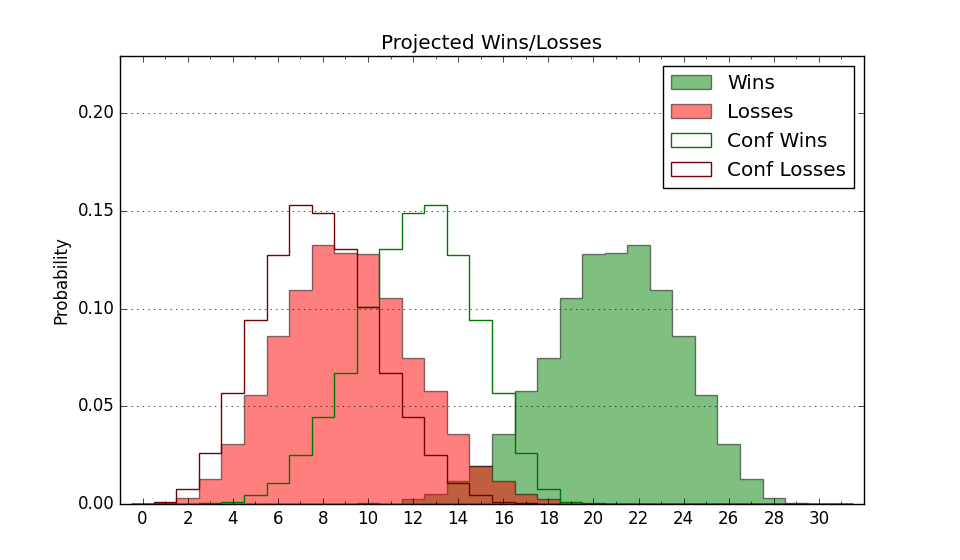 Projected Wins/Losses
Wins
Losses
Conf Wins
Conf Losses
Probability
0.20
0.15
0.10
0.05
0.00
0 2 4 6 8 10 12 14 16 18 20 22 24 26 28 30